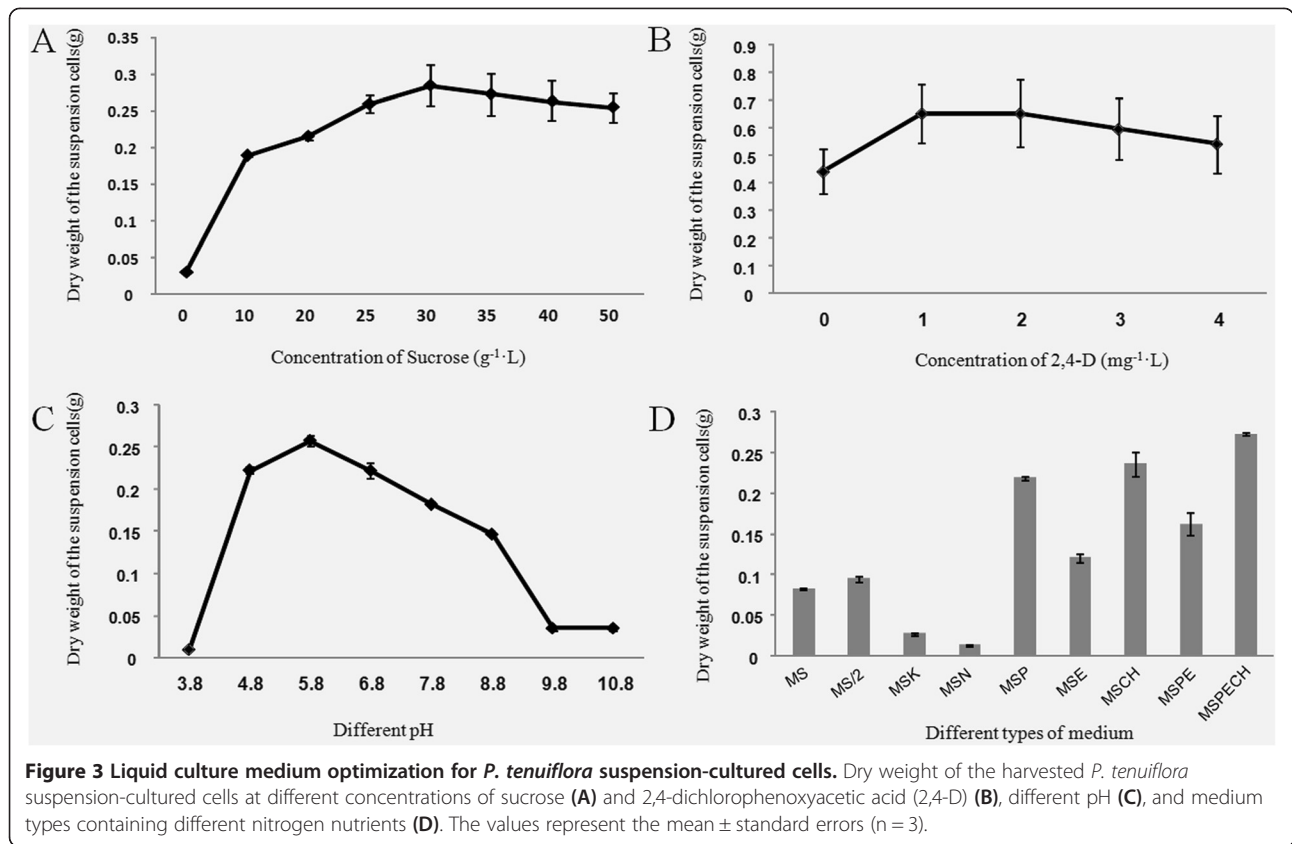 A
Dry weight of the suspension cells(g)
0.35
0.3
0.25
0.2
0.15
0.1
0.05
0
0 10 20 25 30 35 40 50
Concentration of Sucrose (g⁻¹·L)
B
Dry weight of the suspension cells(g)
0.9
0.8
0.7
0.6
0.5
0.4
0.3
0.2
0.1
0 1 2 3 4
Concentration of 2,4-D (mg⁻¹·L)
C
Dry weight of the suspension cells(g)
0.3
0.25
0.2
0.15
0.1
0.05
0
3.8 4.8 5.8 6.8 7.8 8.8 9.8 10.8
Different pH
D
Dry weight of the suspension cells(g)
0.3
0.25
0.2
0.15
0.1
0.05
0
MS MS/2 MSK MSN MSP MSE MSCH MSPE MSPECH
Different types of medium
Figure 3 Liquid culture medium optimization for P. tenuiflora suspension-cultured cells. Dry weight of the harvested P. tenuiflora
suspension-cultured cells at different concentrations of sucrose (A) and 2,4-dichlorophenoxyacetic acid (2,4-D) (B), different pH (C), and medium
types containing different nitrogen nutrients (D). The values represent the mean ± standard errors (n = 3).